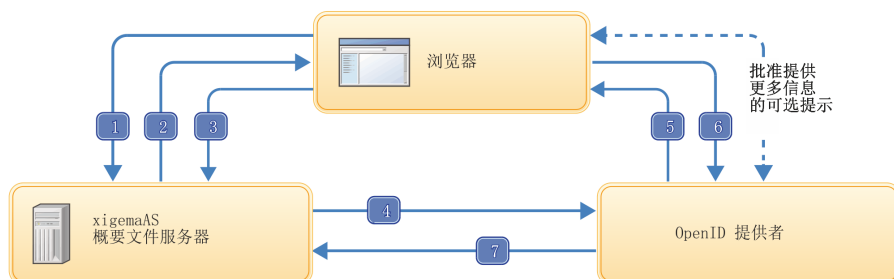 浏览器
批准提供
更多信息
的可选提示
1
2
3
5
6
xigemaAS
概要文件服务器
4
7
OpenID 提供者